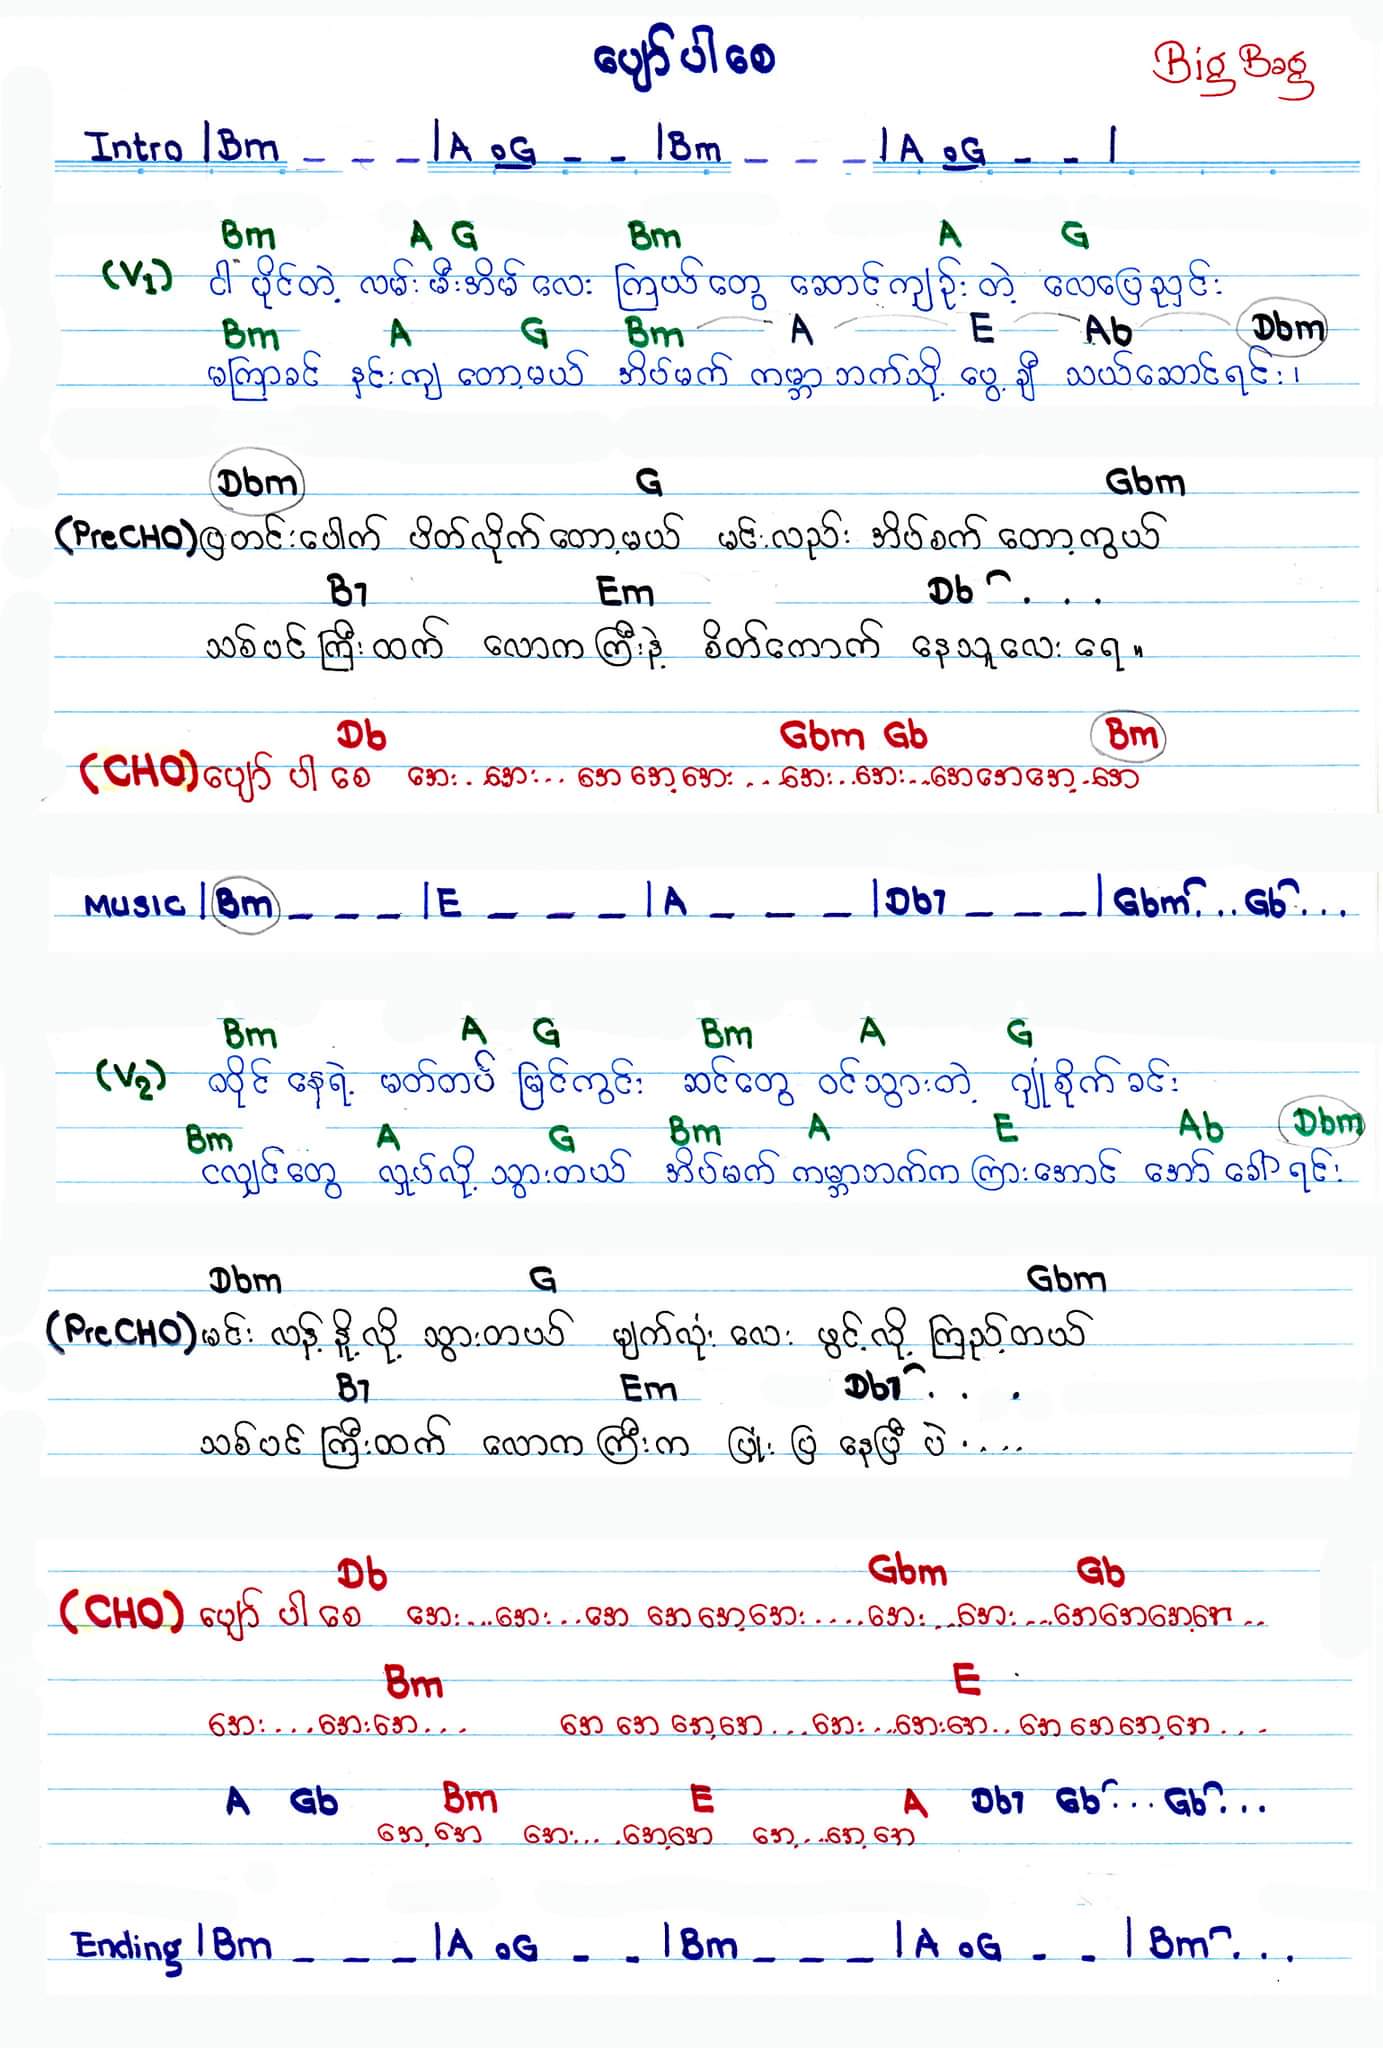 ပျော်ပါစေ
Big Bag
Intro |Bm _ _ _ |A oG _ _ |Bm _ _ _ |A oG _ _ |
Bm A G Bm A G
(V1) ငါ ပိုင်တဲ့ လမ်းမီးအိမ်လေး ကြယ်တွေ ဆောင်ကျဉ်းတဲ့ လေပြေညှင်း
Bm A G Bm A E Ab Dbm
မကြာခင် နှင်းကျ တော့မယ် အိပ်မက် ကမ္ဘာဘက်သို့ ပွေ့ချီ သယ်ဆောင်ရင်း၊
Dbm G Gbm
(PreCHO) ပြတင်းပေါက် ပိတ်လိုက်တော့မယ် မင်းလည်း အိပ်စက်တော့ကွယ်
B7 Em Db . . .
သစ်ပင်ကြီးထက် လောကကြီးနဲ့ စိတ်ကောက် နေသူလေး ရေ။
Db Gbm Gb Bm
(CHO) ပျော် ပါ စေ အေး..အေး... အေ အေ့အေး ...အေး...အေး..အေအေအေ့..အေ
MUSIC |Bm _ _ _ |E _ _ _ |A _ _ _ |Db7 _ _ _ |Gbm . . . Gb . . .
Bm A G Bm A G
(V2) ထိုင်နေရဲ့ မတ်တပ် မြင်ကွင်း ဆင်တွေ ဝင်သွားတဲ့ ချုံစိုက်ခင်း
Bm A G Bm A E Ab Dbm
ငလျှင်တွေ လှုပ်လို့ သွားတယ် အိပ်မက် ကမ္ဘာဘက်က ကြားအောင် အော် ခေါ်ရင်း
Dbm G Gbm
(PreCHO) မင်း လန့်နိုးလို့ သွားတယ် မျက်လုံး လေး ဖွင့်လို့ ကြည့်တယ်
B7 Em Db7 . . .
သစ်ပင်ကြီးထက် လောကကြီးက ပြုံး ပြ နေပြီ ပဲ ....
Db Gbm Gb
(CHO) ပျော် ပါ စေ အေး...အေး...အေ အေအေ့အေး.....အေး...အေး...အေအေအေ့အေ ..
Bm E
အေး...အေးအေ... အေ အေ အေ့အေ...အေး...အေးအေ..အေ အေအေ့အေ...
A Gb Bm E A Db7 Gb . . . Gb . . .
အေ့အေ အေး....အေ့အေ အေ့...အေ့အေ
Ending |Bm _ _ _ |A oG _ _ |Bm _ _ _ |A oG _ _ |Bm . . .